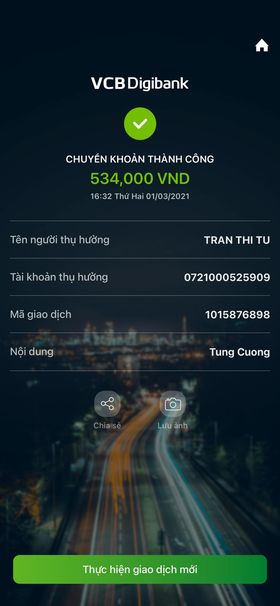 VCB Digibank
CHUYỂN KHOẢN THÀNH CÔNG
534,000 VND
16:32 Thứ Hai 01/03/2021
Tên người thụ hưởng TRAN THI TU
Tài khoản thụ hưởng 0721000525909
Mã giao dịch 1015876898
Nội dung Tung Cuong
Chia sẻ Lưu ảnh
Thực hiện giao dịch mới